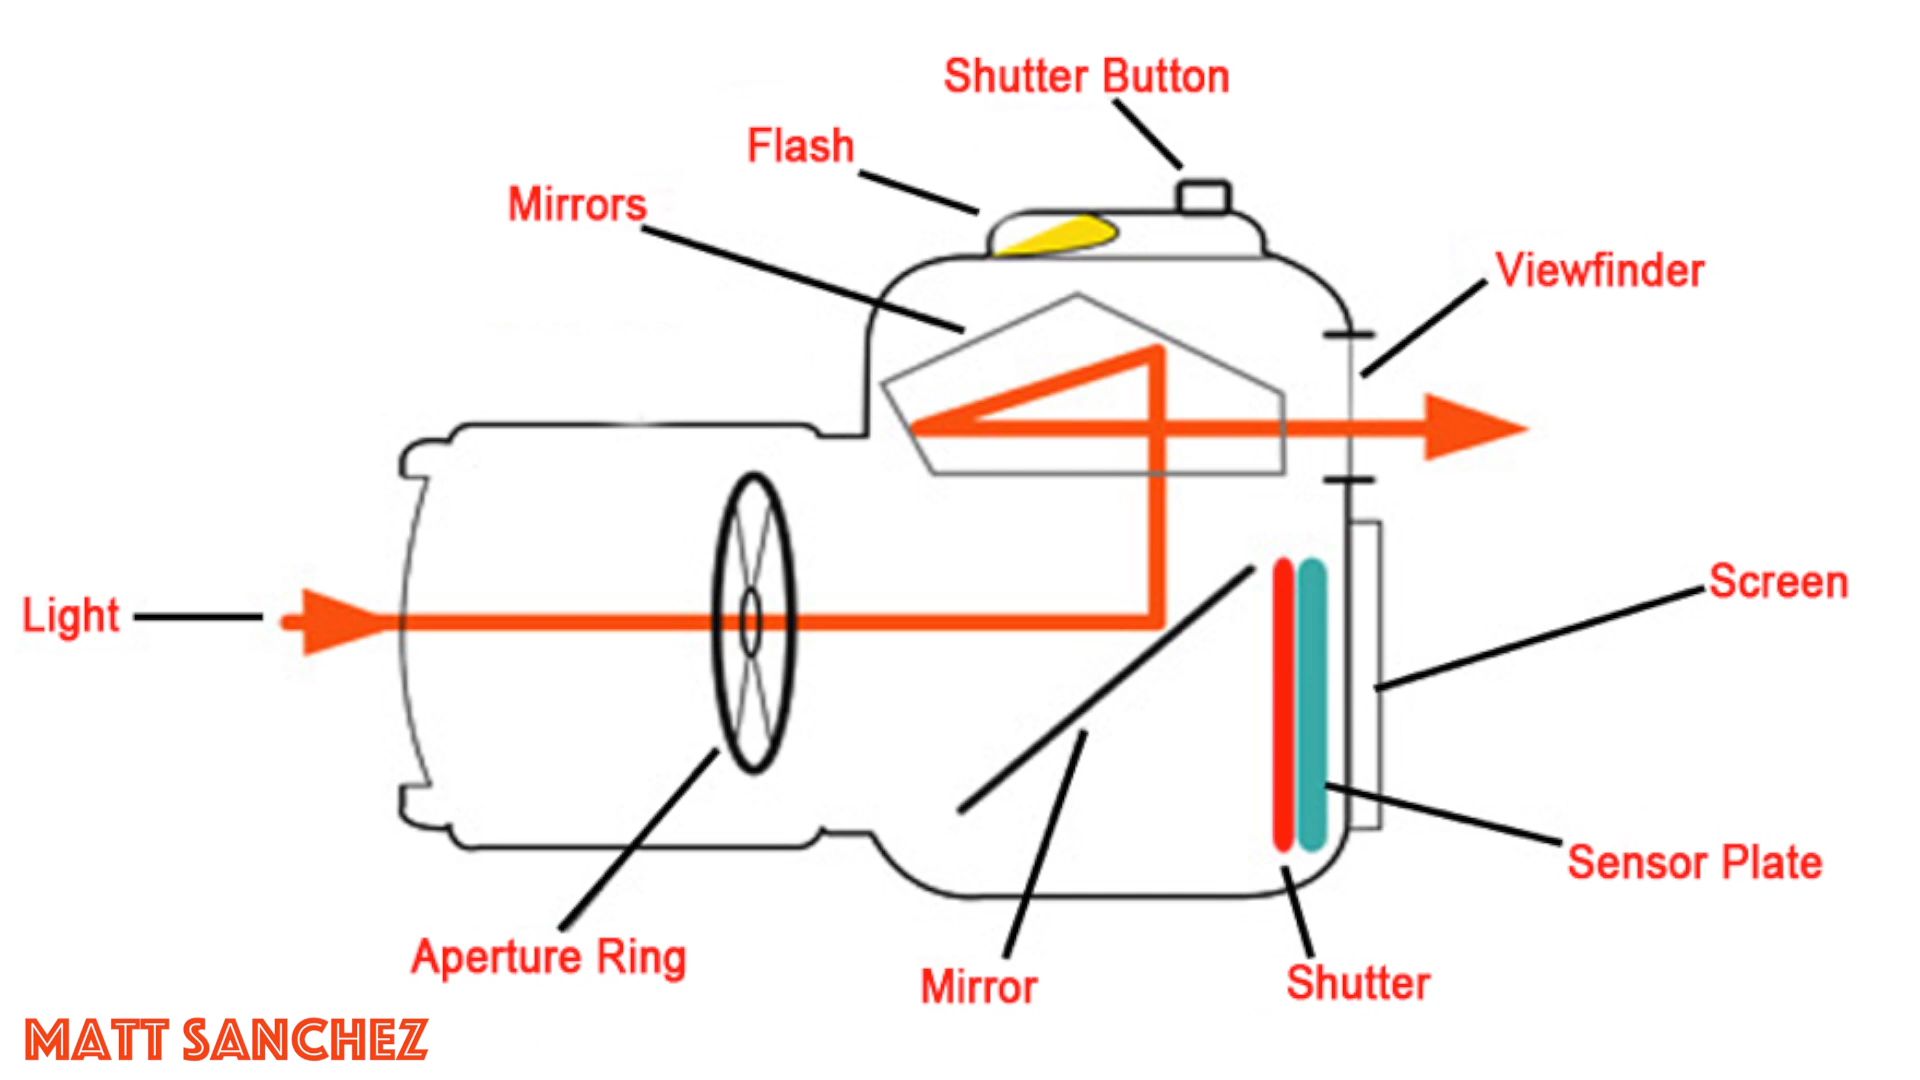 Shutter Button
Flash
Mirrors
Viewfinder
Light
Screen
Sensor Plate
Aperture Ring
Mirror
Shutter
MATT SANCHEZ